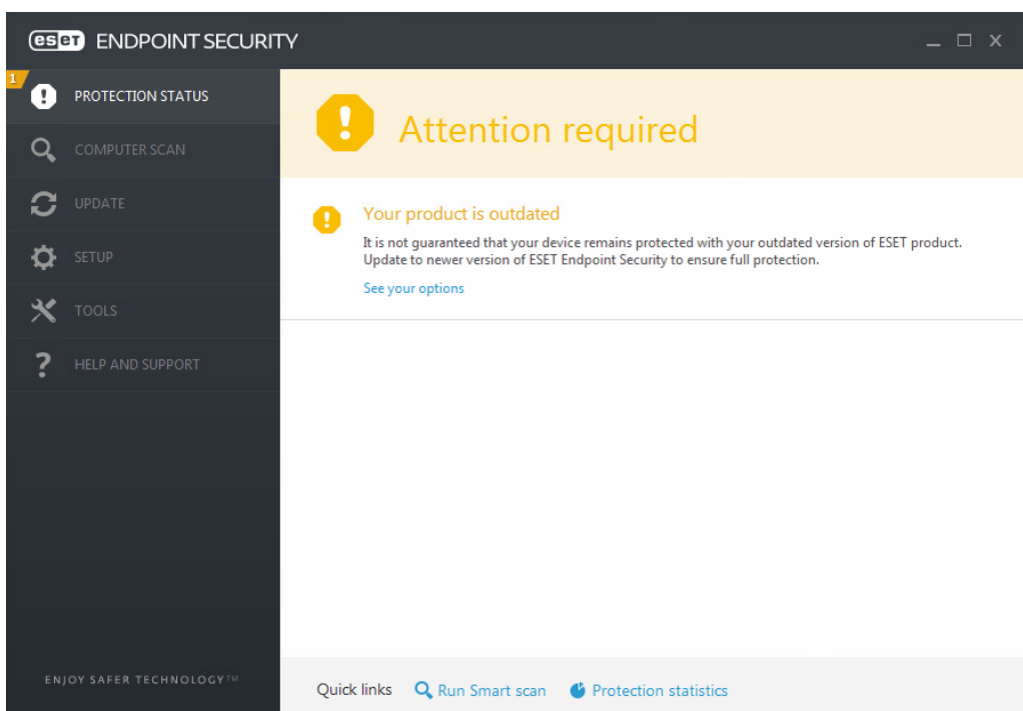 eset ENDPOINT SECURITY
1
PROTECTION STATUS
COMPUTER SCAN
UPDATE
SETUP
TOOLS
HELP AND SUPPORT
ENJOY SAFER TECHNOLOGY™
Attention required
Your product is outdated
It is not guaranteed that your device remains protected with your outdated version of ESET product.
Update to newer version of ESET Endpoint Security to ensure full protection.
See your options
Quick links Run Smart scan Protection statistics